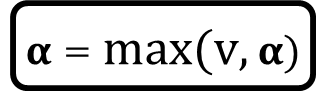 α = max(v, α)